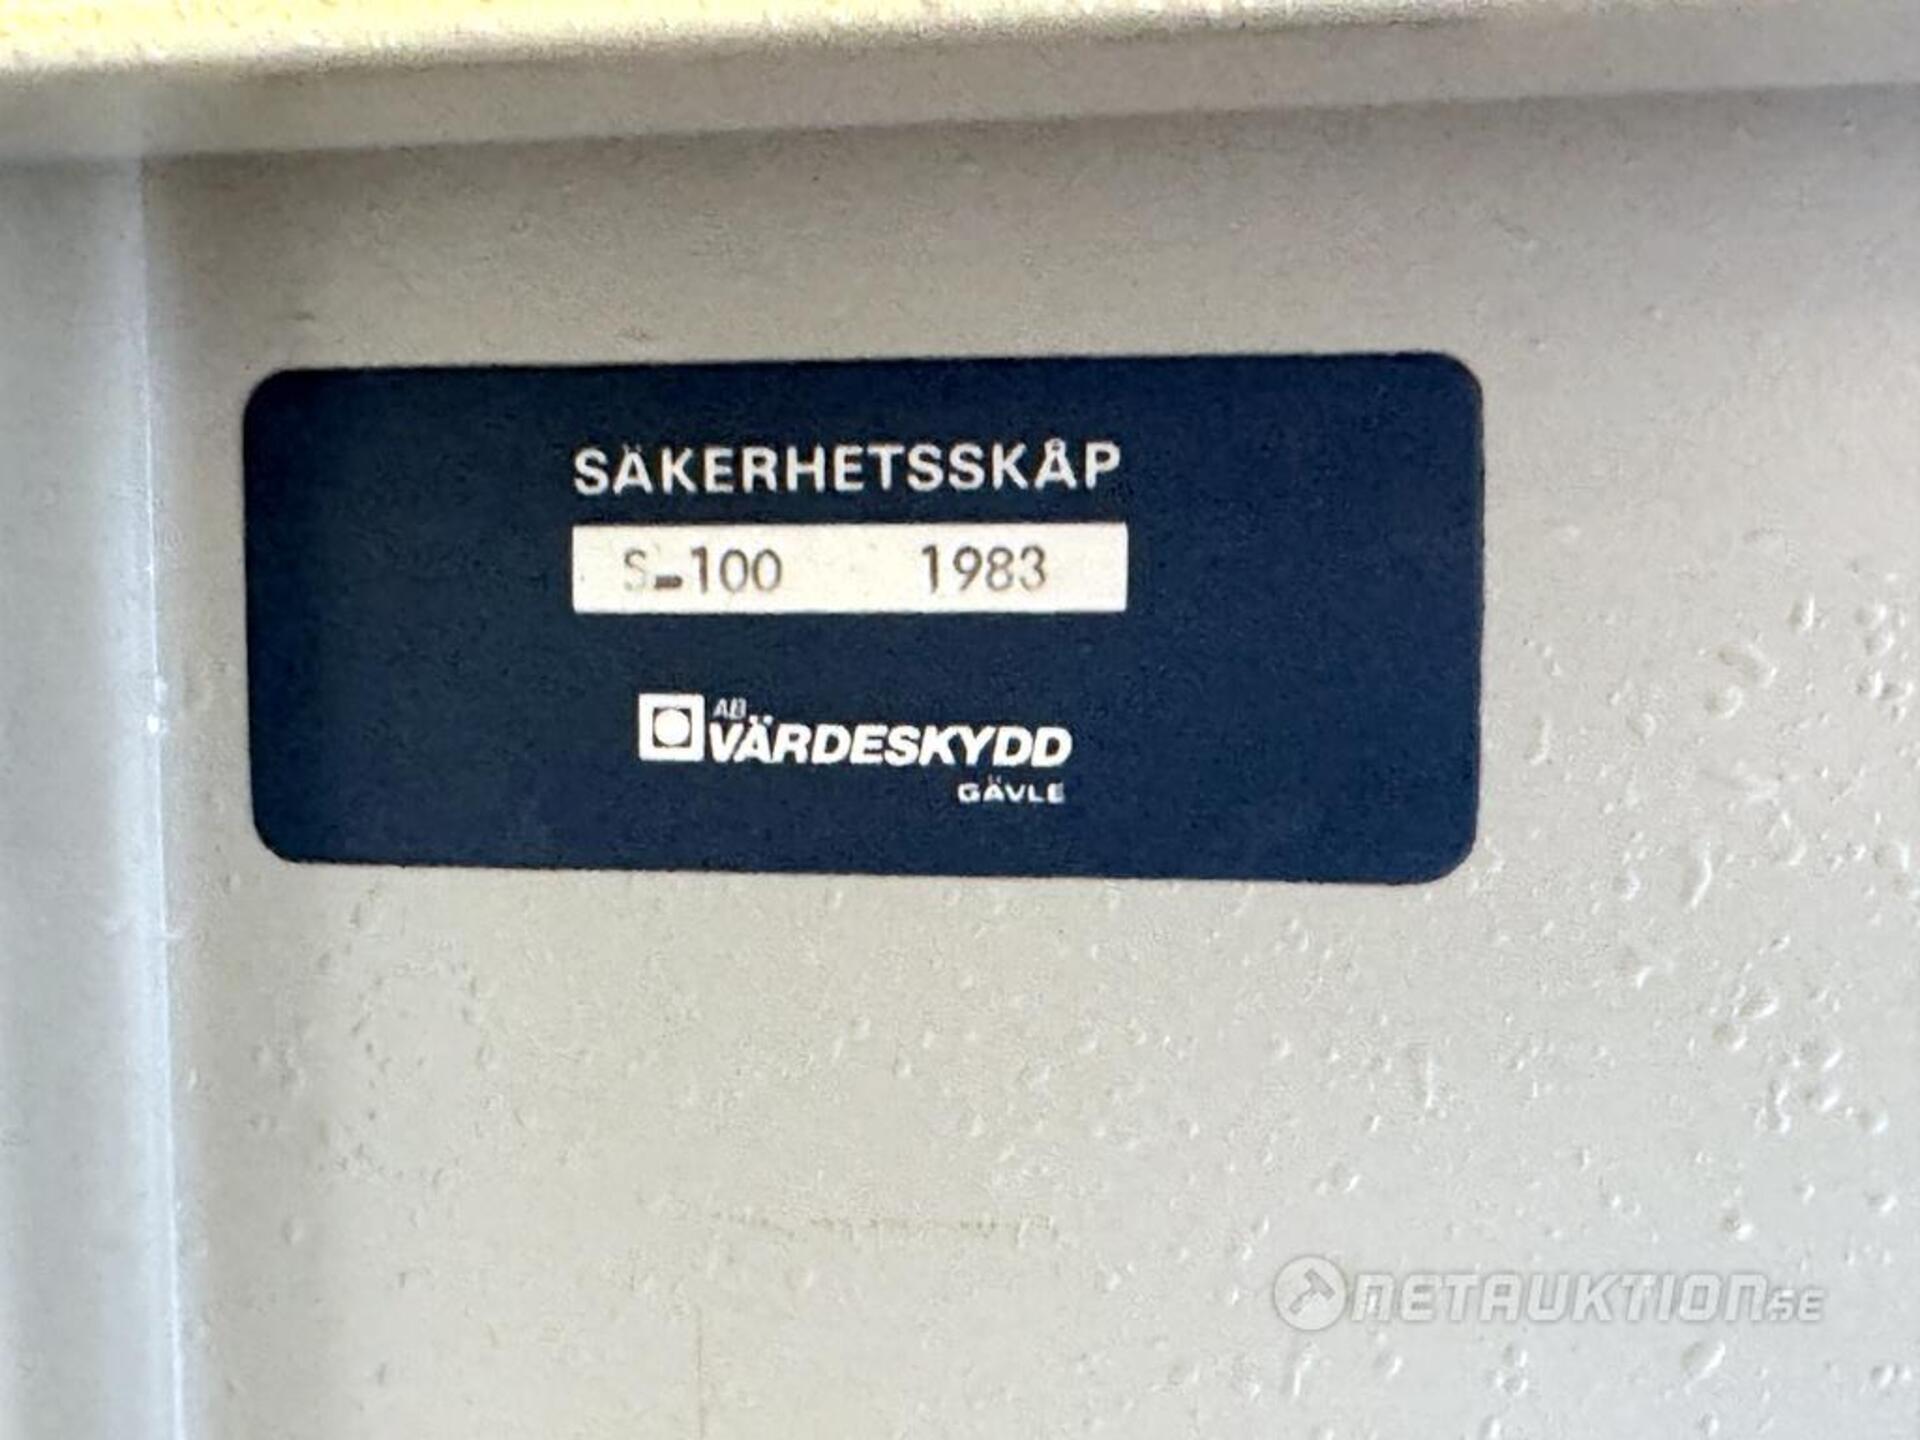 SÄKERHETSSKÅP
S-100 1983
AB
VÄRDESKYDD
GÄVLE
NETAUKTION.SE